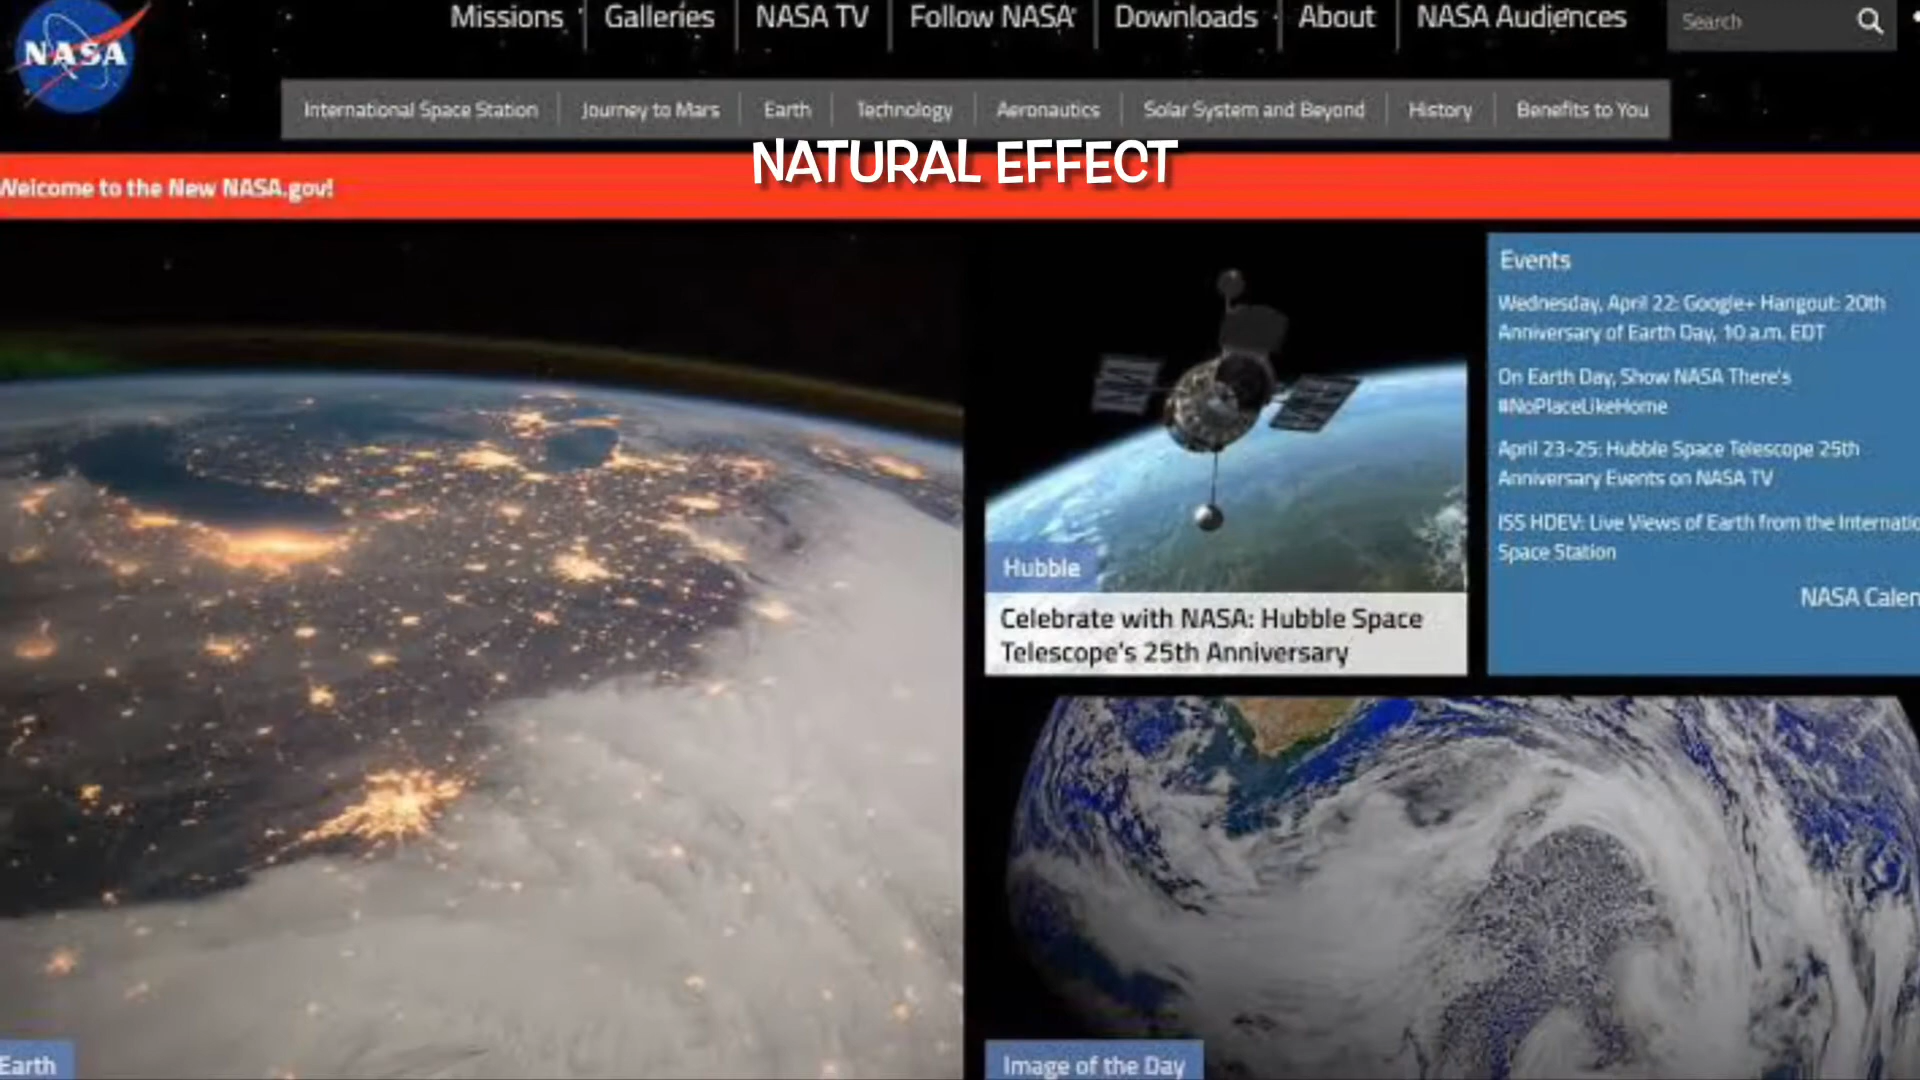 NASA
Missions
Galleries
NASA TV
Follow NASA
Downloads
About
NASA Audiences
Search
International Space Station
Journey to Mars
Earth
Technology
Aeronautics
Solar System and Beyond
History
Benefits to You
NATURAL EFFECT
Welcome to the New NASA.gov!
Events
Wednesday, April 22: Google+ Hangout: 20th
Anniversary of Earth Day, 10 a.m. EDT
On Earth Day, Show NASA There's
#NoPlaceLikeHome
April 23-25: Hubble Space Telescope 25th
Anniversary Events on NASA TV
ISS HDEV: Live Views of Earth from the Internatio
Space Station
NASA Calen
Hubble
Celebrate with NASA: Hubble Space
Telescope's 25th Anniversary
Earth
Image of the Day